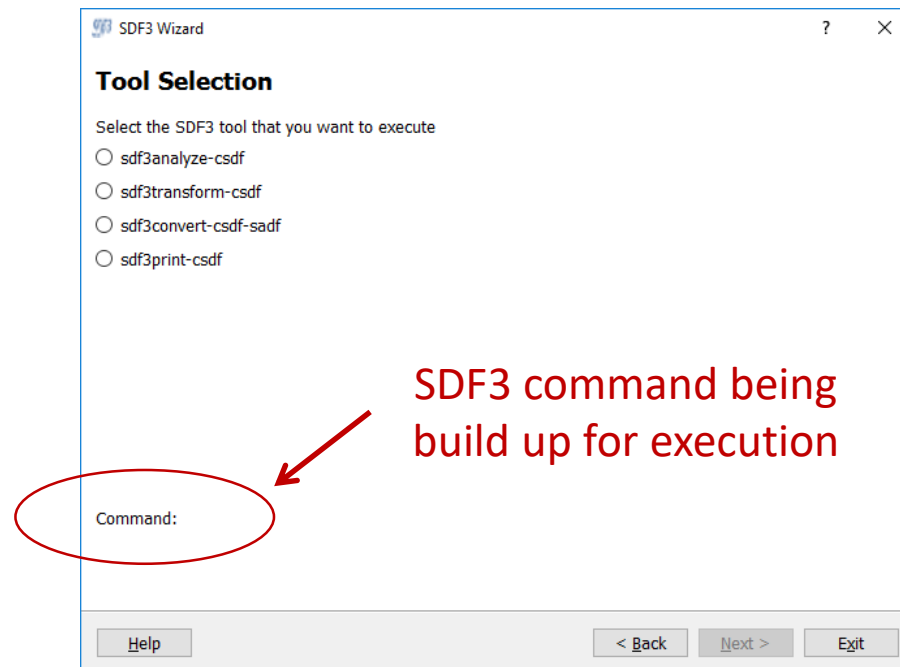 SDF3 Wizard
Tool Selection
Select the SDF3 tool that you want to execute
sdf3analyze-csdf
sdf3transform-csdf
sdf3convert-csdf-sadf
sdf3print-csdf
SDF3 command being
build up for execution
Command:
Help
< Back
Next >
Exit